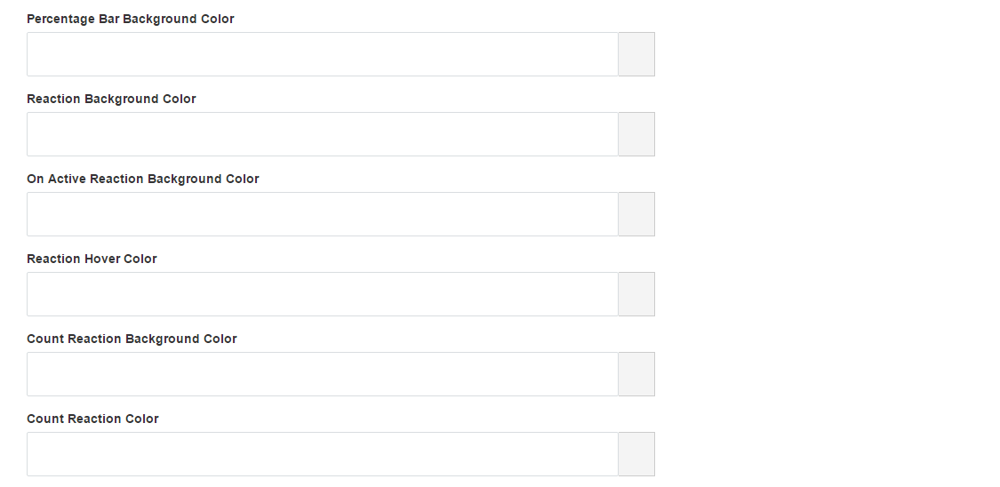 Percentage Bar Background Color
Reaction Background Color
On Active Reaction Background Color
Reaction Hover Color
Count Reaction Background Color
Count Reaction Color